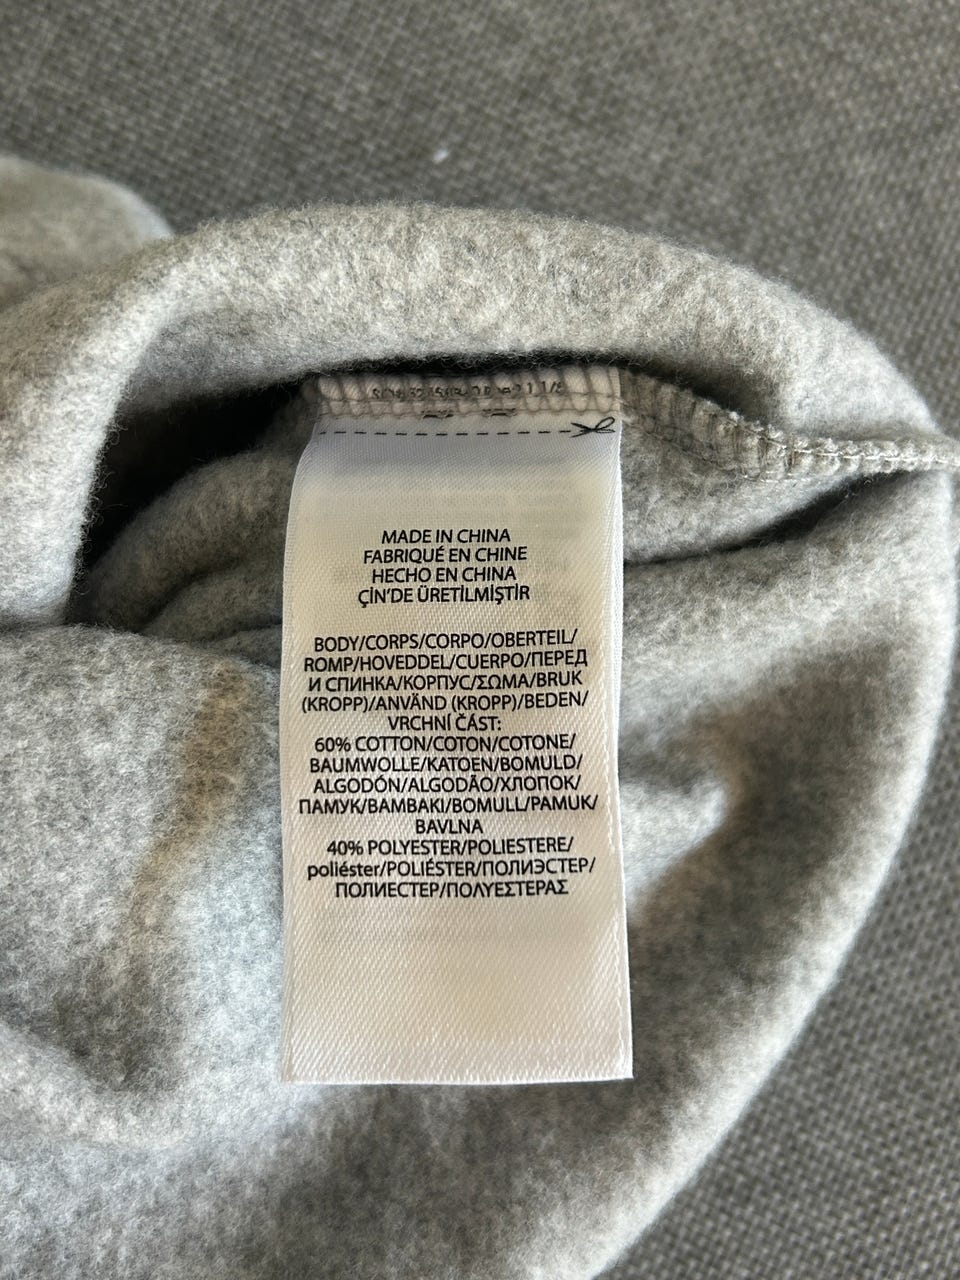 MADE IN CHINA
FABRIQUÉ EN CHINE
HECHO EN CHINA
ÇİN'DE ÜRETİLMİŞTİR
BODY/CORPS/CORPO/OBERTEIL/
ROMP/HOVEDDEL/CUERPO/ПЕРЕД
И СПИНКА/КОРПУС/ΣΩΜΑ/BRUK
(KROPP)/ANVÄND (KROPP)/BEDEN/
VRCHNÍ ČÁST:
60% COTTON/COTON/COTONE/
BAUMWOLLE/KATOEN/BOMULD/
ALGODÓN/ALGODÃO/ХЛОПОК/
ПАМУК/ΒΑΜΒΑΚΙ/BOMULL/PAMUK/
BAVLNA
40% POLYESTER/POLIESTERE/
poliéster/POLIÉSTER/ПОЛИЭСТЕР/
ПОЛИЕСТЕР/ΠΟΛΥΕΣΤΕΡΑΣ